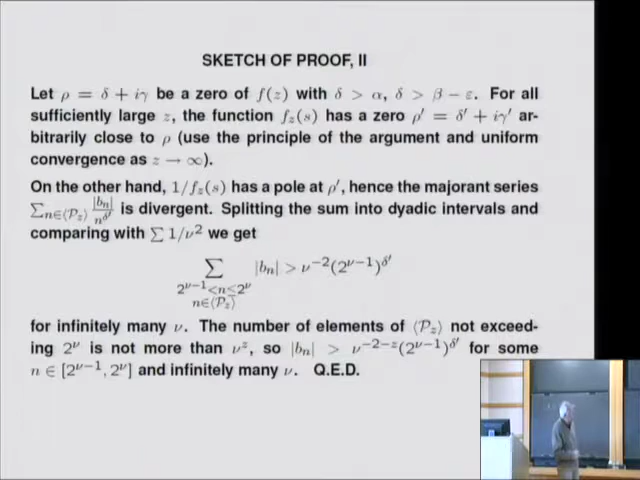 SKETCH OF PROOF, II
Let ρ = δ + iγ be a zero of f(z) with δ > α, δ > β − ε. For all
sufficiently large z, the function f_z(s) has a zero ρ′ = δ′ + iγ′ ar-
bitrarily close to ρ (use the principle of the argument and uniform
convergence as z → ∞).
On the other hand, 1/f_z(s) has a pole at ρ′, hence the majorant series
∑_{n∈⟨P_z⟩} |b_n|/n^{δ′} is divergent. Splitting the sum into dyadic intervals and
comparing with ∑ 1/ν² we get
∑_{2^{ν−1}<n≤2^ν, n∈⟨P_z⟩} |b_n| > ν^{−2}(2^{ν−1})^{δ′}
for infinitely many ν. The number of elements of ⟨P_z⟩ not exceed-
ing 2^ν is not more than ν^z, so |b_n| > ν^{−2−z}(2^{ν−1})^{δ′} for some
n ∈ [2^{ν−1}, 2^ν] and infinitely many ν. Q.E.D.